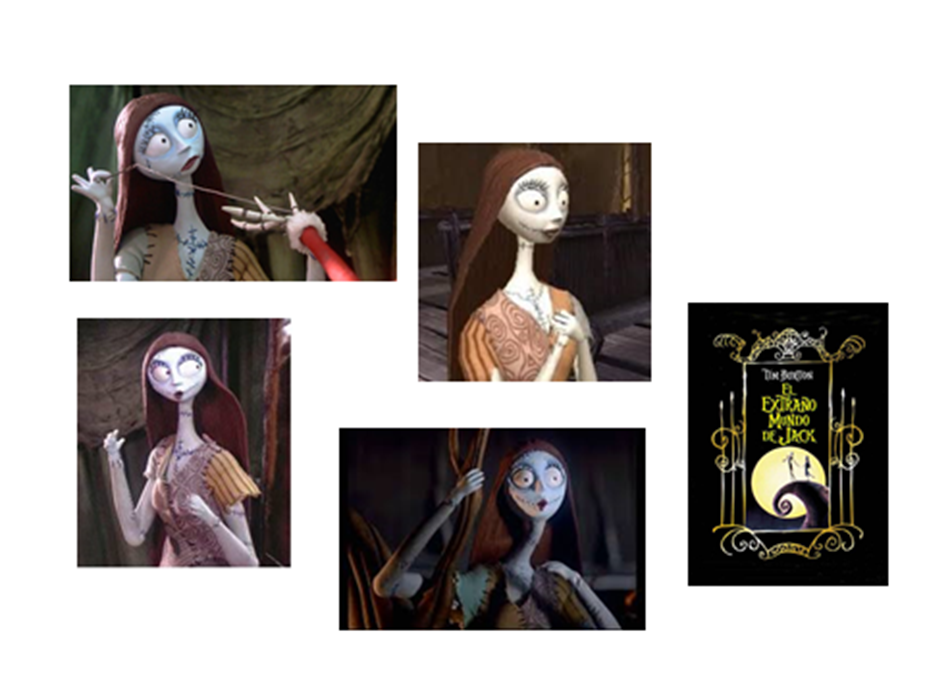 TIM BURTON
EL
EXTRAÑO
MUNDO
DE JACK